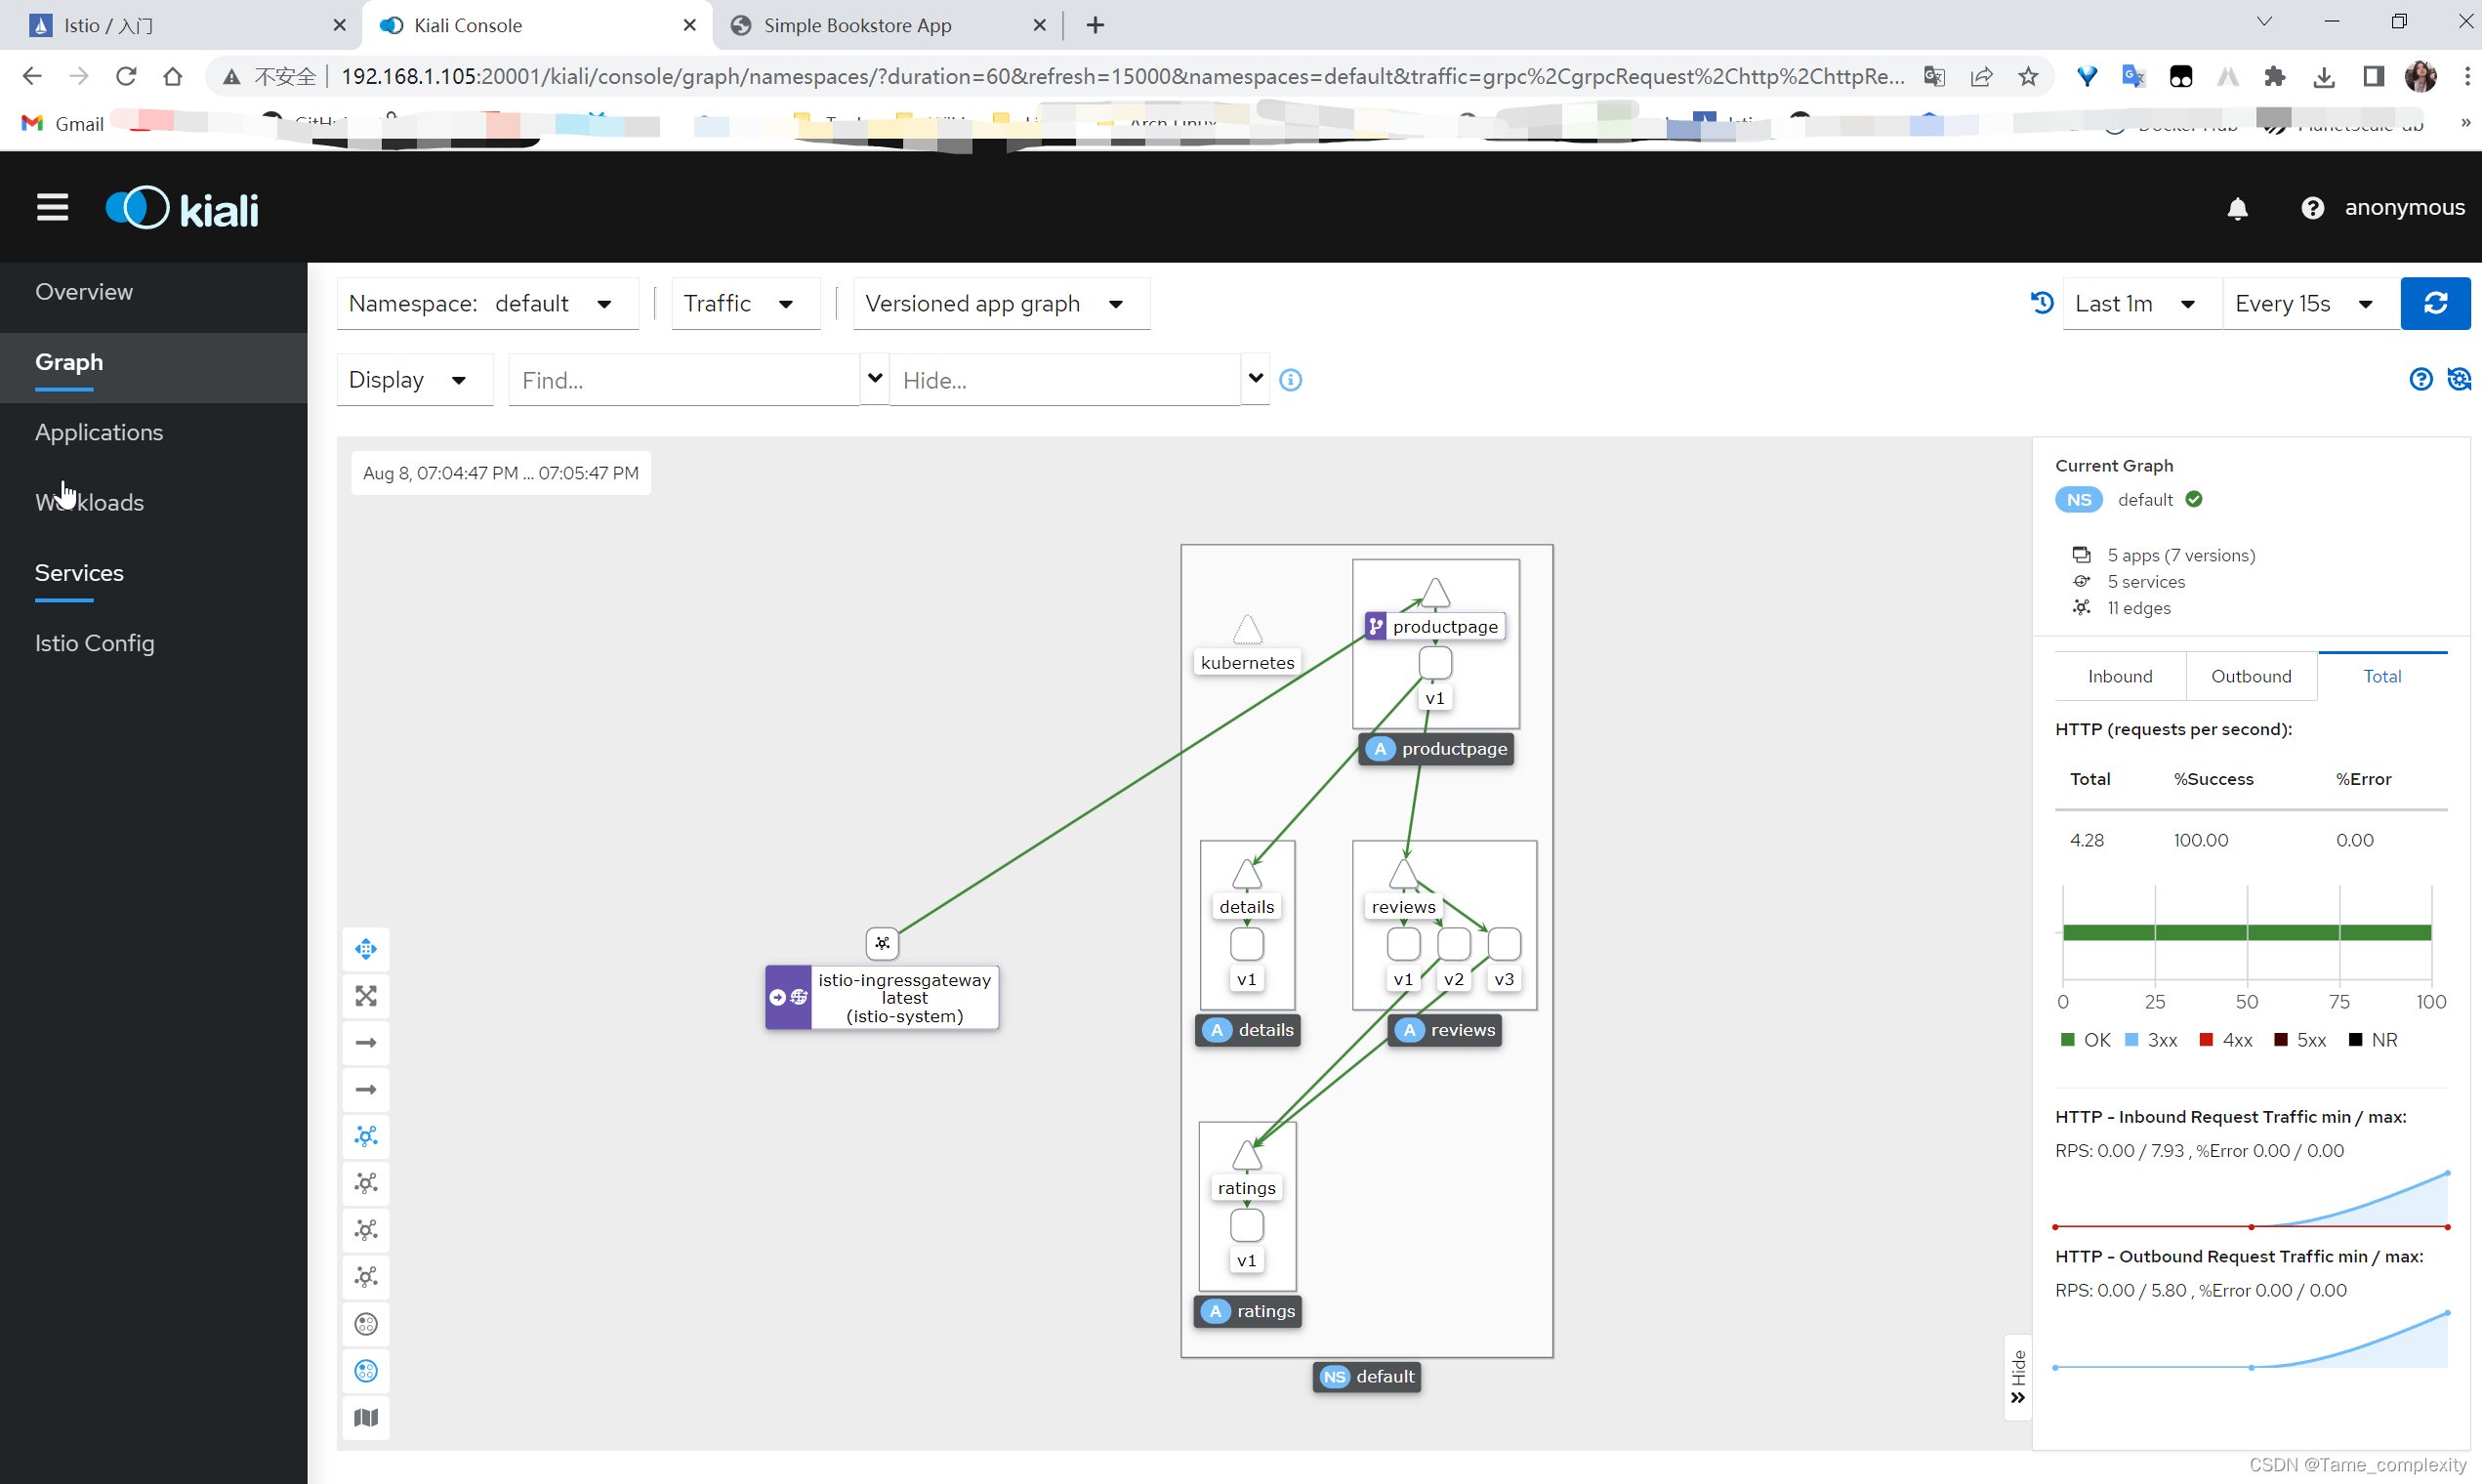 Istio / 入门
Kiali Console
Simple Bookstore App
不安全
192.168.1.105:20001/kiali/console/graph/namespaces/?duration=60&refresh=15000&namespaces=default&traffic=grpc%2CgrpcRequest%2Chttp%2ChttpRe...
Gmail
Arch Linux
Docker Hub
»
kiali
anonymous
Overview
Graph
Applications
Workloads
Services
Istio Config
Namespace: default
Traffic
Versioned app graph
Last 1m
Every 15s
Display
Find...
Hide...
Aug 8, 07:04:47 PM ... 07:05:47 PM
kubernetes
productpage
v1
A productpage
details
v1
A details
reviews
v1
v2
v3
A reviews
istio-ingressgateway
latest
(istio-system)
ratings
v1
A ratings
NS default
Hide
Current Graph
NS default
5 apps (7 versions)
5 services
11 edges
Inbound
Outbound
Total
HTTP (requests per second):
Total %Success %Error
4.28 100.00 0.00
0 25 50 75 100
OK 3xx 4xx 5xx NR
HTTP - Inbound Request Traffic min / max:
RPS: 0.00 / 7.93 , %Error 0.00 / 0.00
HTTP - Outbound Request Traffic min / max:
RPS: 0.00 / 5.80 , %Error 0.00 / 0.00
CSDN @Tame_complexity